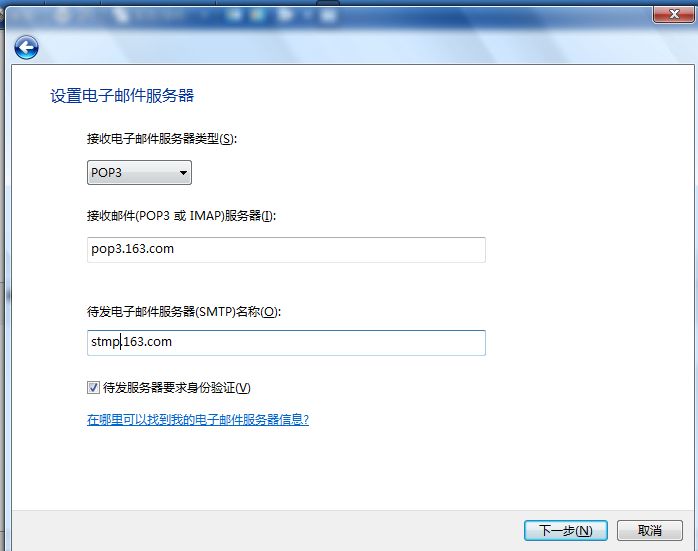 设置电子邮件服务器
接收电子邮件服务器类型(S):
POP3
接收邮件(POP3 或 IMAP)服务器(I):
pop3.163.com
待发电子邮件服务器(SMTP)名称(O):
stmp.163.com
待发服务器要求身份验证(V)
在哪里可以找到我的电子邮件服务器信息?
下一步(N)
取消